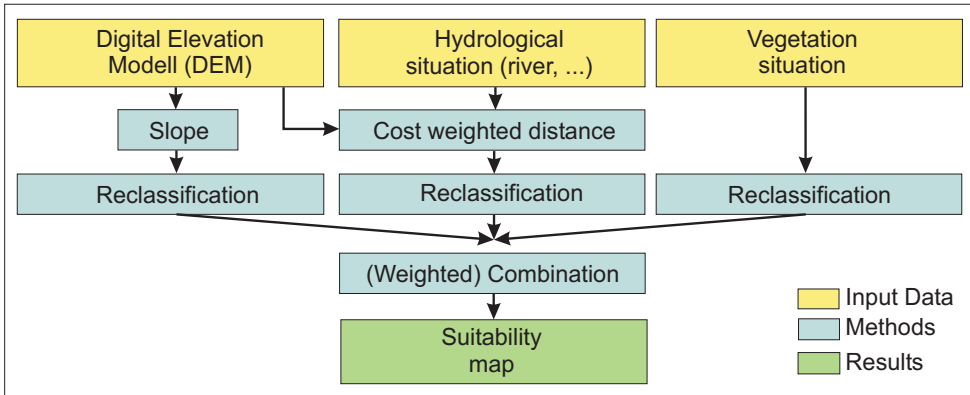 Digital Elevation
Modell (DEM)
Hydrological
situation (river, ...)
Vegetation
situation
Slope
Cost weighted distance
Reclassification
Reclassification
Reclassification
(Weighted) Combination
Suitability
map
Input Data
Methods
Results